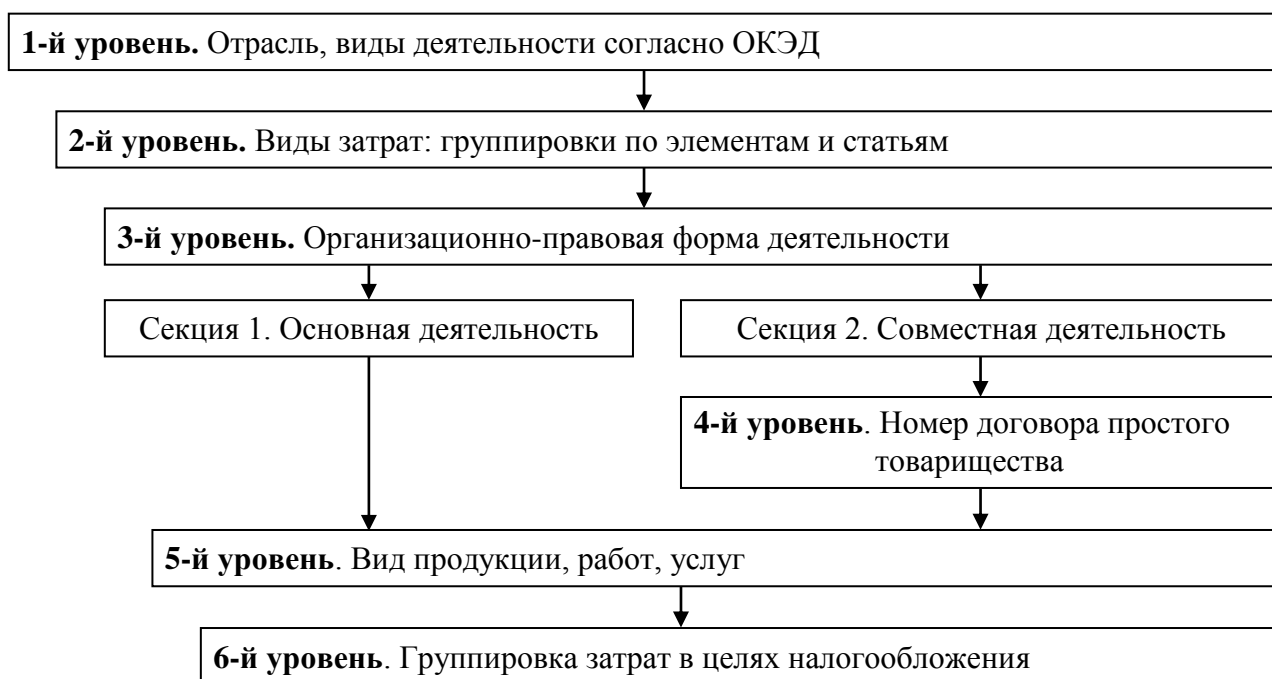 1-й уровень. Отрасль, виды деятельности согласно ОКЭД
2-й уровень. Виды затрат: группировки по элементам и статьям
3-й уровень. Организационно-правовая форма деятельности
Секция 1. Основная деятельность
Секция 2. Совместная деятельность
4-й уровень. Номер договора простого
товарищества
5-й уровень. Вид продукции, работ, услуг
6-й уровень. Группировка затрат в целях налогообложения